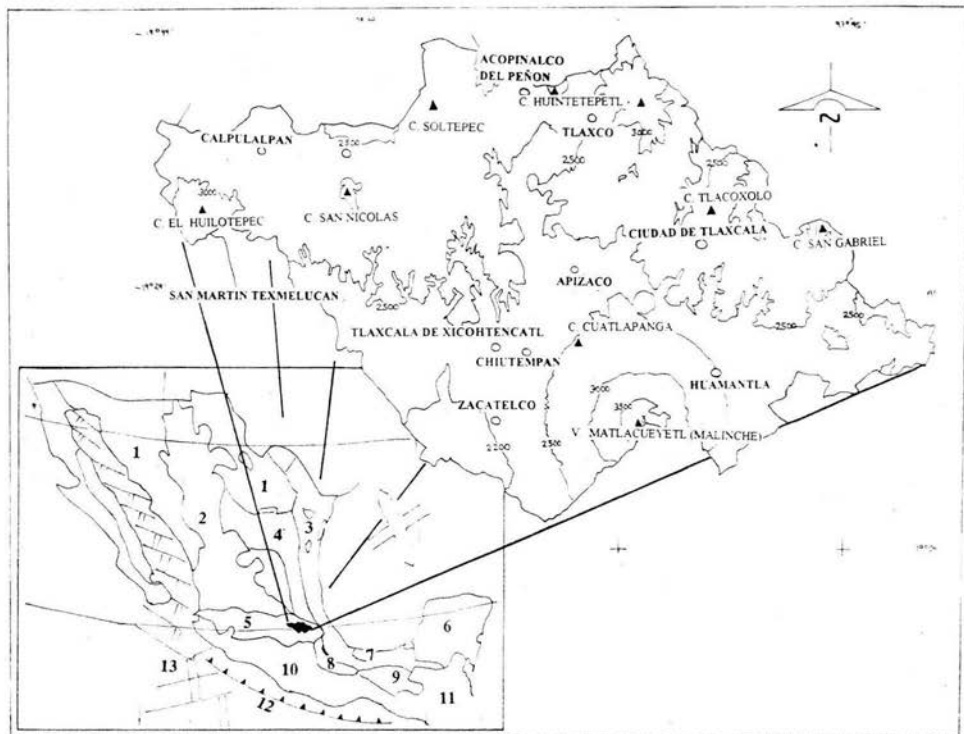 ACOPINALCO
DEL PEÑON
C. HUINTETEPETL
C. SOLTEPEC
TLAXCO
3000
2500
CALPULALPAN
2500
2500
3000
C. EL HUILOTEPEC
C. SAN NICOLAS
C. TLACOXOLO
CIUDAD DE TLAXCALA
C. SAN GABRIEL
APIZACO
SAN MARTIN TEXMELUCAN
2500
2500
2500
TLAXCALA DE XICOHTENCATL
C. CUATLAPANGA
CHIUTEMPAN
HUAMANTLA
3000
ZACATELCO
3500
V. MATLACUEYETL (MALINCHE)
2200
2500
N
1
1
2
4
3
5
6
7
8
9
10
11
12
13